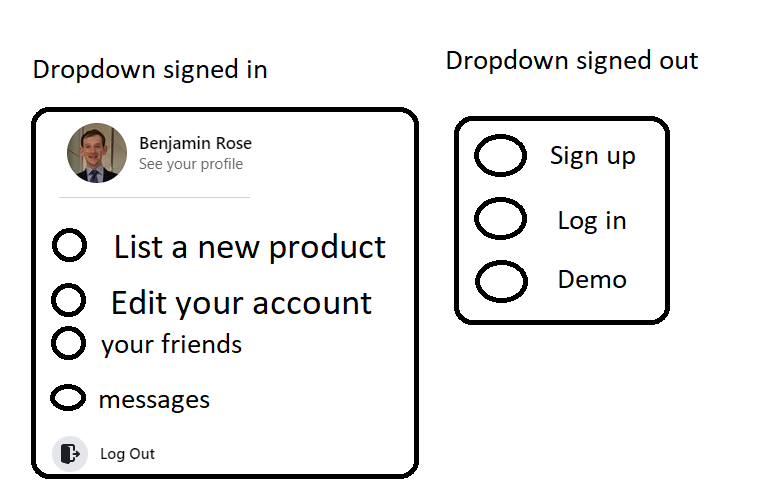 Dropdown signed in
Benjamin Rose
See your profile
List a new product
Edit your account
your friends
messages
Log Out
Dropdown signed out
Sign up
Log in
Demo